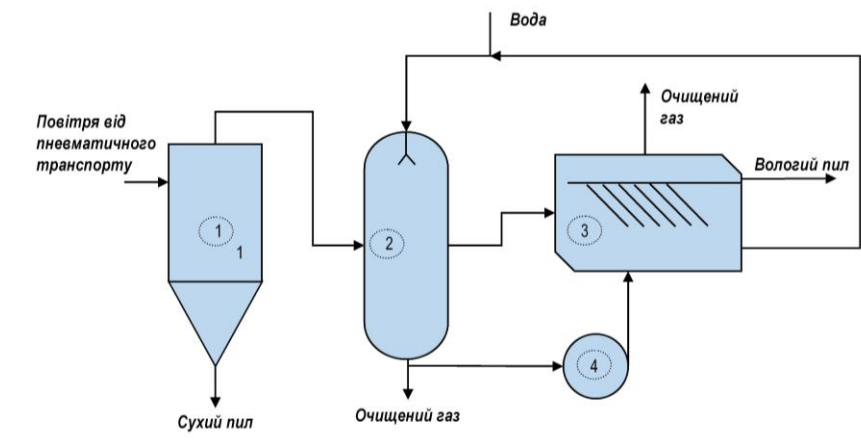 Вода
Очищений
газ
Повітря від
пневматичного
транспорту
Вологий пил
1
1
2
3
4
Сухий пил
Очищений газ